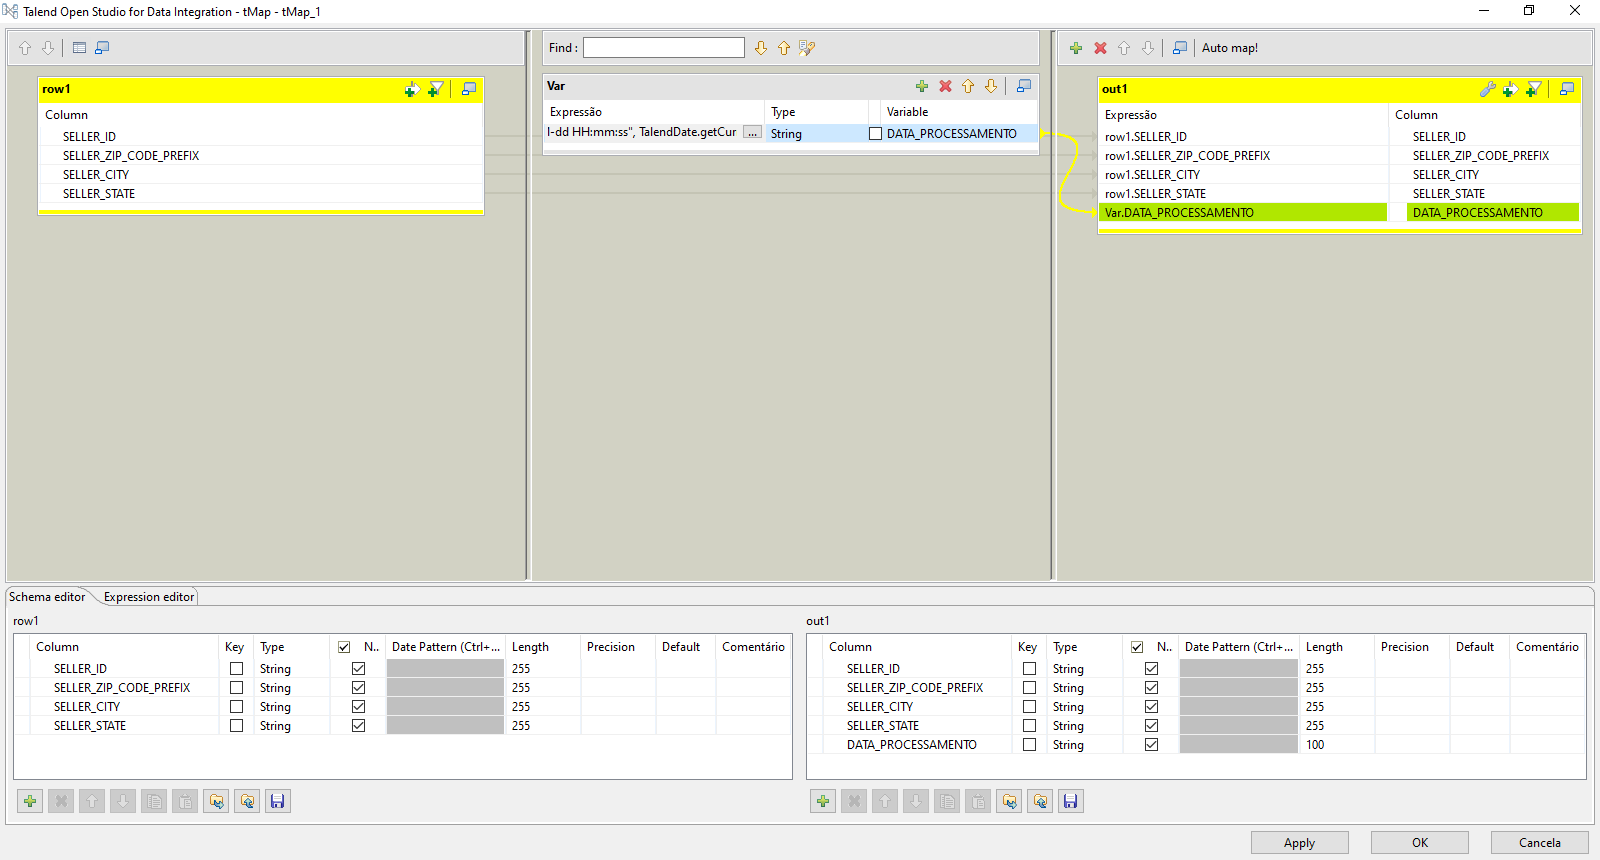 Talend Open Studio for Data Integration - tMap - tMap_1
Find :
Auto map!
row1
Column
SELLER_ID
SELLER_ZIP_CODE_PREFIX
SELLER_CITY
SELLER_STATE
Var
Expressão Type Variable
I-dd HH:mm:ss", TalendDate.getCur ... String DATA_PROCESSAMENTO
out1
Expressão Column
row1.SELLER_ID SELLER_ID
row1.SELLER_ZIP_CODE_PREFIX SELLER_ZIP_CODE_PREFIX
row1.SELLER_CITY SELLER_CITY
row1.SELLER_STATE SELLER_STATE
Var.DATA_PROCESSAMENTO DATA_PROCESSAMENTO
Schema editor Expression editor
row1
Column Key Type N.. Date Pattern (Ctrl+... Length Precision Default Comentário
SELLER_ID String 255
SELLER_ZIP_CODE_PREFIX String 255
SELLER_CITY String 255
SELLER_STATE String 255
out1
Column Key Type N.. Date Pattern (Ctrl+... Length Precision Default Comentário
SELLER_ID String 255
SELLER_ZIP_CODE_PREFIX String 255
SELLER_CITY String 255
SELLER_STATE String 255
DATA_PROCESSAMENTO String 100
Apply OK Cancela